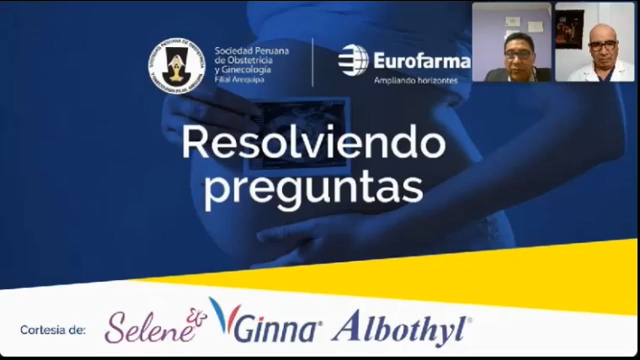 Sociedad Peruana
de Obstetricia
y Ginecología
Filial Arequipa
Eurofarma
Ampliando horizontes
Resolviendo
preguntas
Cortesía de:
Selene
Ginna®
Albothyl®